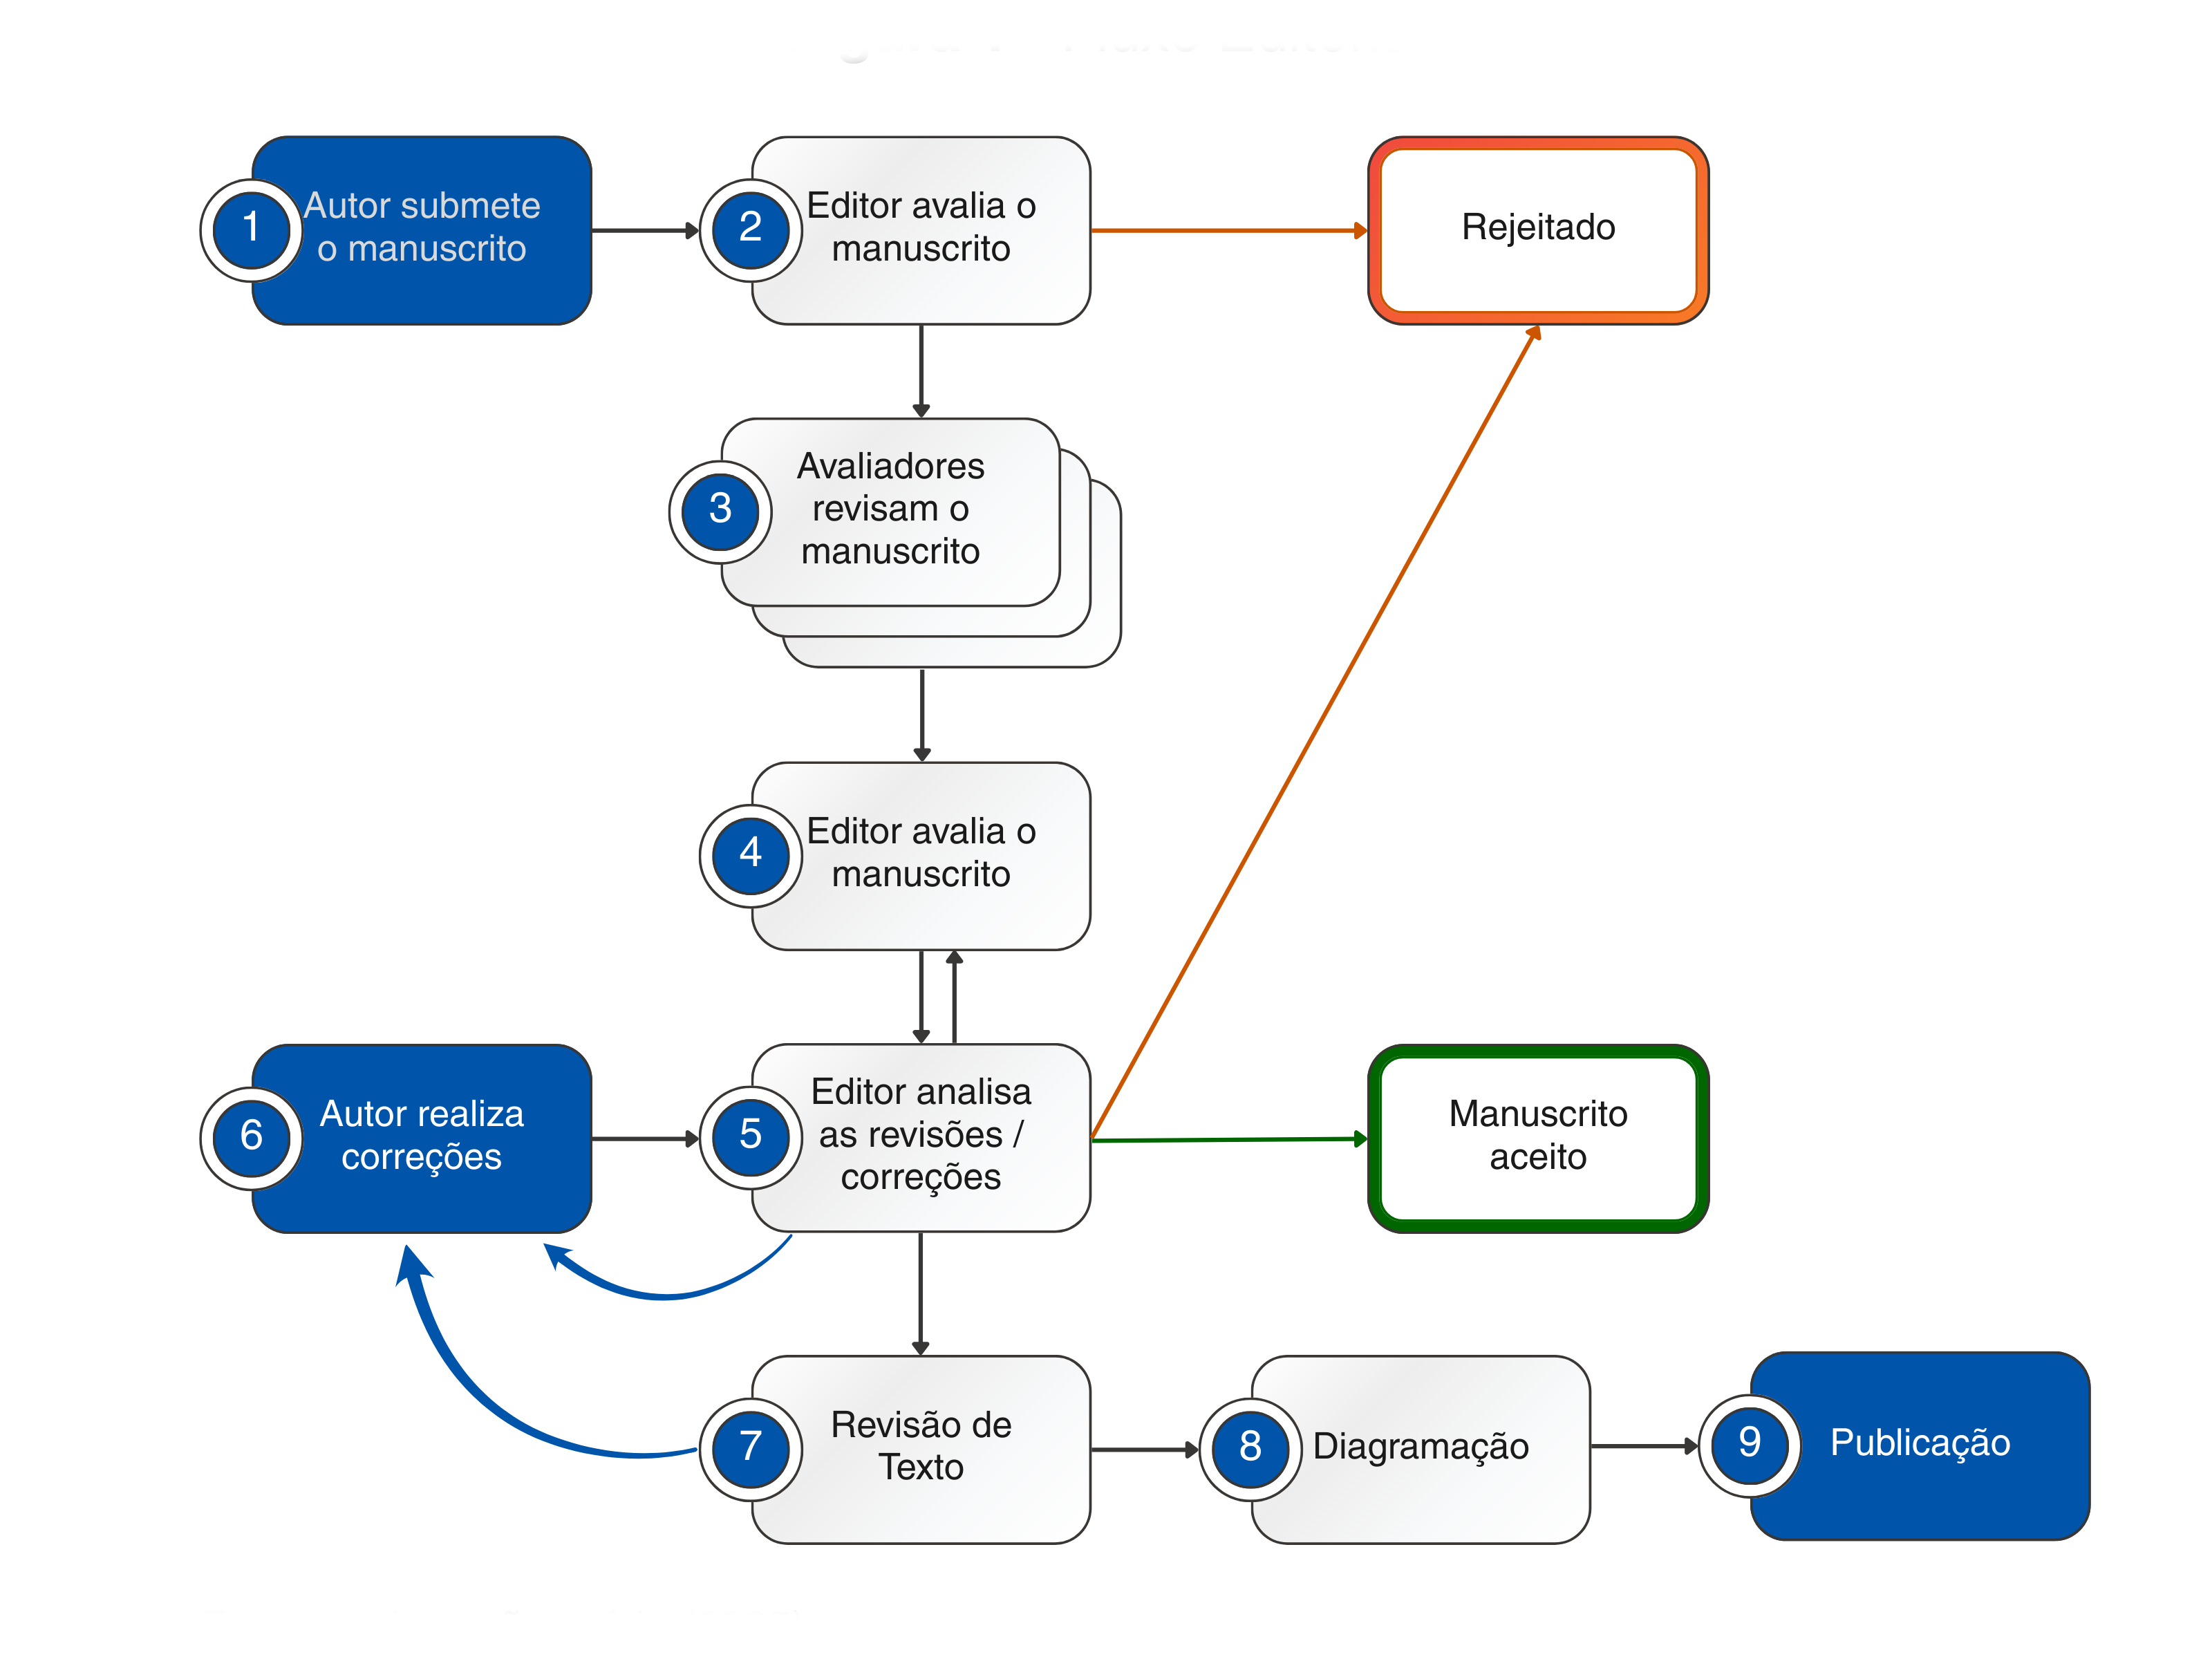 1
Autor submete
o manuscrito
2
Editor avalia o
manuscrito
Rejeitado
3
Avaliadores
revisam o
manuscrito
4
Editor avalia o
manuscrito
6
Autor realiza
correções
5
Editor analisa
as revisões /
correções
Manuscrito
aceito
7
Revisão de
Texto
8
Diagramação
9
Publicação